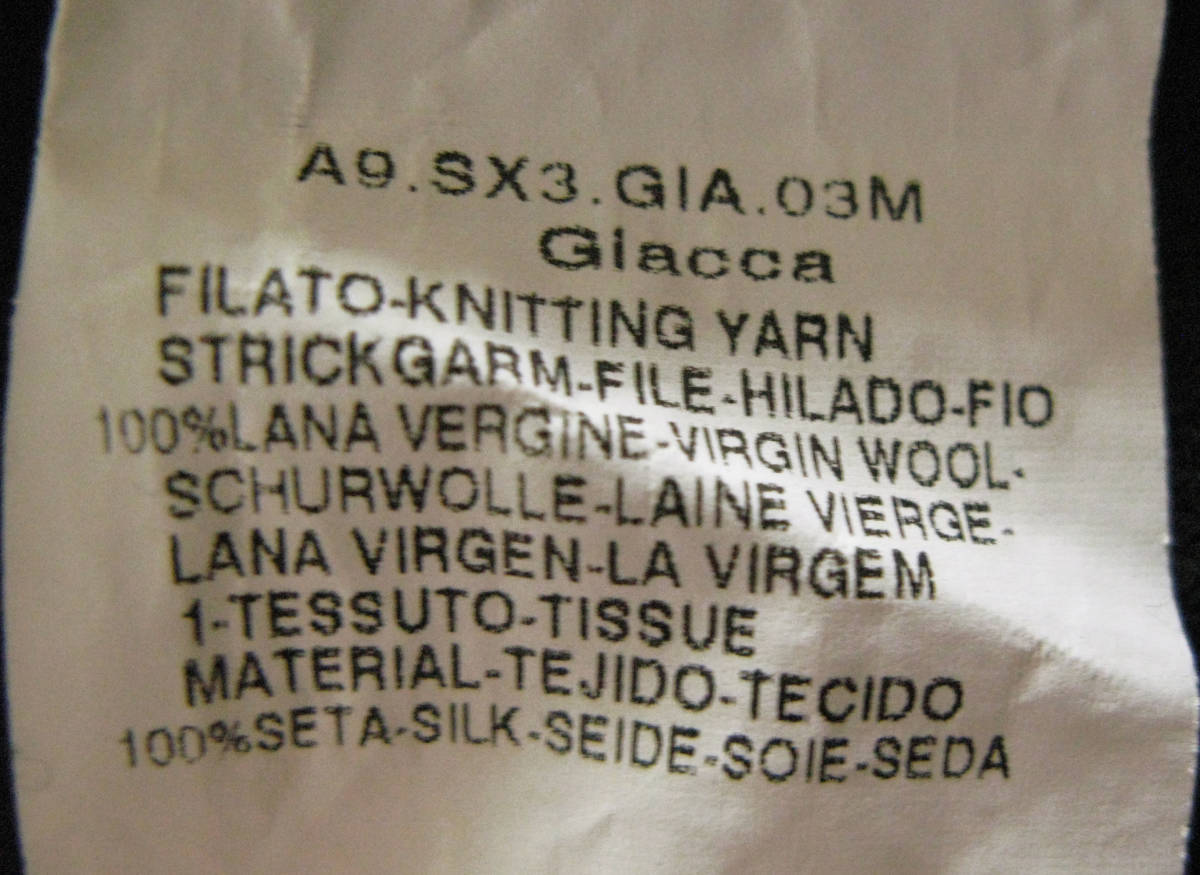 A9.SX3.GIA.03M
Giacca
FILATO-KNITTING YARN
STRICKGARM-FILE-HILADO-FIO
100%LANA VERGINE-VIRGIN WOOL-
SCHURWOLLE-LAINE VIERGE-
LANA VIRGEN-LA VIRGEM
1-TESSUTO-TISSUE
MATERIAL-TEJIDO-TECIDO
100%SETA-SILK-SEIDE-SOIE-SEDA